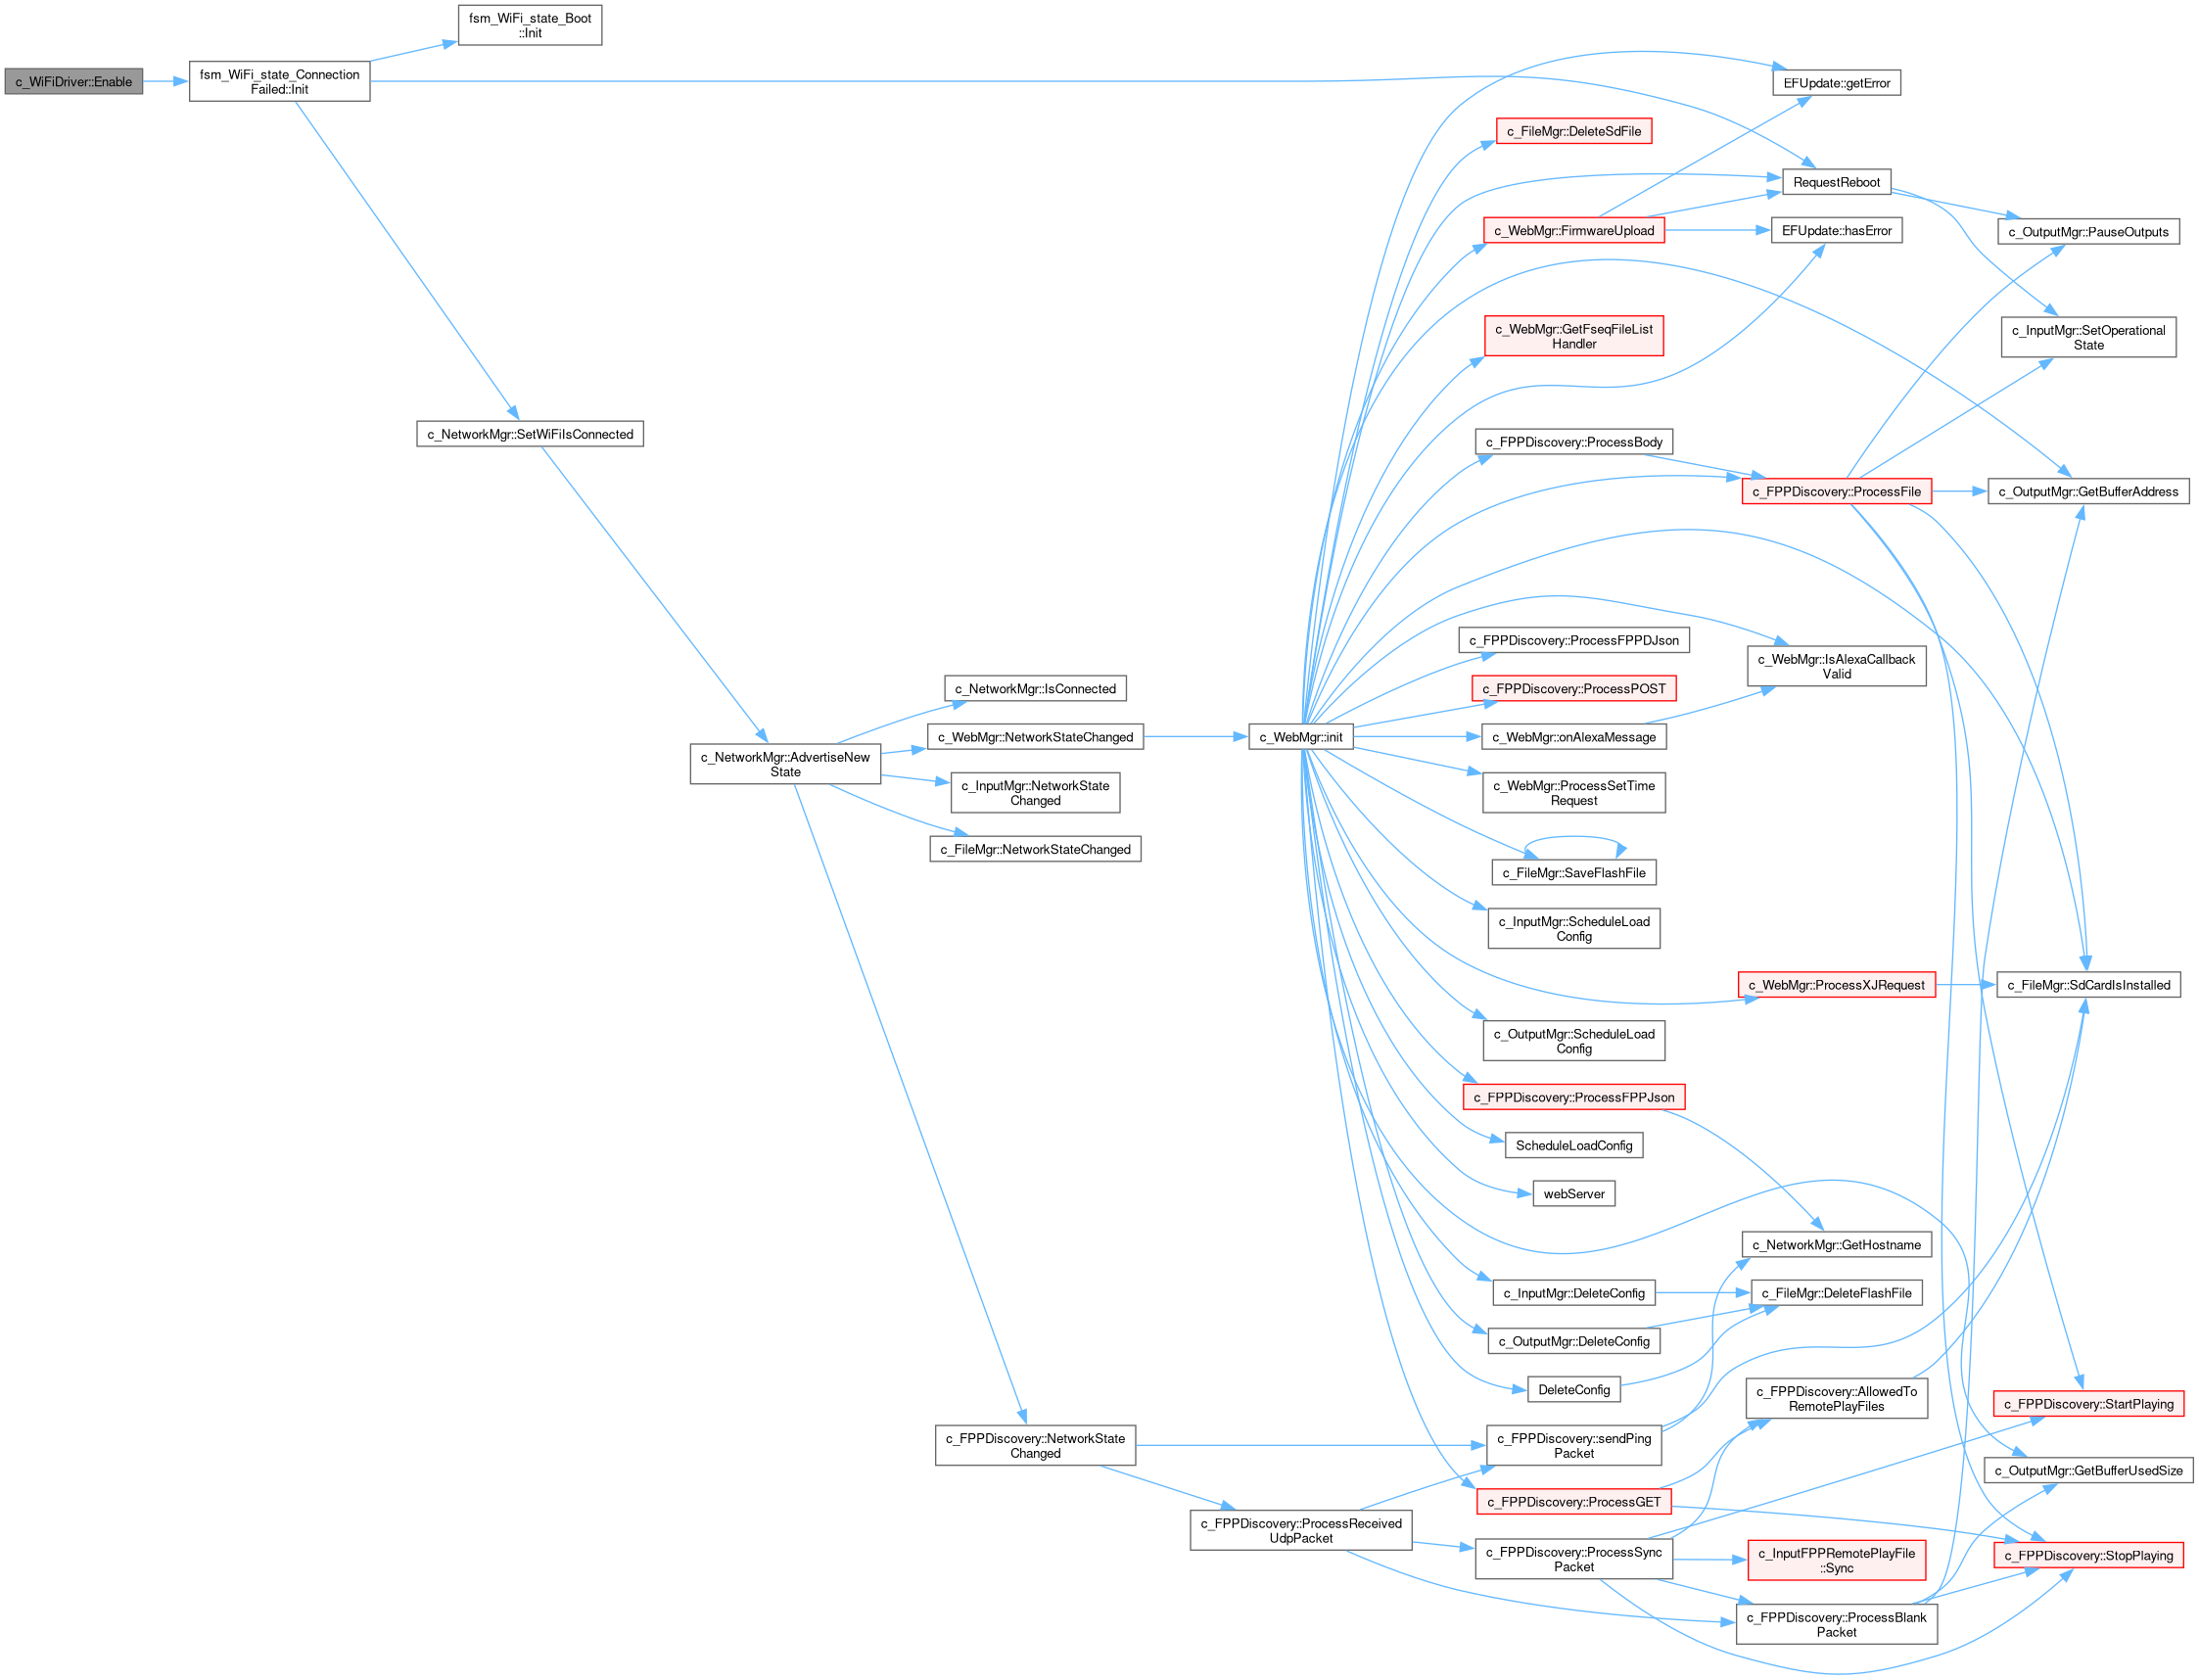 c_WiFiDriver::Enable
fsm_WiFi_state_Connection
Failed::Init
fsm_WiFi_state_Boot
::Init
c_NetworkMgr::SetWiFiIsConnected
c_NetworkMgr::AdvertiseNew
State
c_NetworkMgr::IsConnected
c_WebMgr::NetworkStateChanged
c_InputMgr::NetworkState
Changed
c_FileMgr::NetworkStateChanged
c_FPPDiscovery::NetworkState
Changed
c_WebMgr::init
c_FPPDiscovery::ProcessReceived
UdpPacket
c_FileMgr::DeleteSdFile
c_WebMgr::FirmwareUpload
c_WebMgr::GetFseqFileList
Handler
c_FPPDiscovery::ProcessBody
c_FPPDiscovery::ProcessFPPDJson
c_FPPDiscovery::ProcessPOST
c_WebMgr::onAlexaMessage
c_WebMgr::ProcessSetTime
Request
c_FileMgr::SaveFlashFile
c_InputMgr::ScheduleLoad
Config
c_OutputMgr::ScheduleLoad
Config
c_FPPDiscovery::ProcessFPPJson
ScheduleLoadConfig
webServer
c_InputMgr::DeleteConfig
c_OutputMgr::DeleteConfig
DeleteConfig
c_FPPDiscovery::sendPing
Packet
c_FPPDiscovery::ProcessGET
c_FPPDiscovery::ProcessSync
Packet
EFUpdate::getError
RequestReboot
EFUpdate::hasError
c_FPPDiscovery::ProcessFile
c_WebMgr::IsAlexaCallback
Valid
c_WebMgr::ProcessXJRequest
c_NetworkMgr::GetHostname
c_FileMgr::DeleteFlashFile
c_FPPDiscovery::AllowedTo
RemotePlayFiles
c_InputFPPRemotePlayFile
::Sync
c_FPPDiscovery::ProcessBlank
Packet
c_OutputMgr::PauseOutputs
c_InputMgr::SetOperational
State
c_OutputMgr::GetBufferAddress
c_FileMgr::SdCardIsInstalled
c_FPPDiscovery::StartPlaying
c_OutputMgr::GetBufferUsedSize
c_FPPDiscovery::StopPlaying